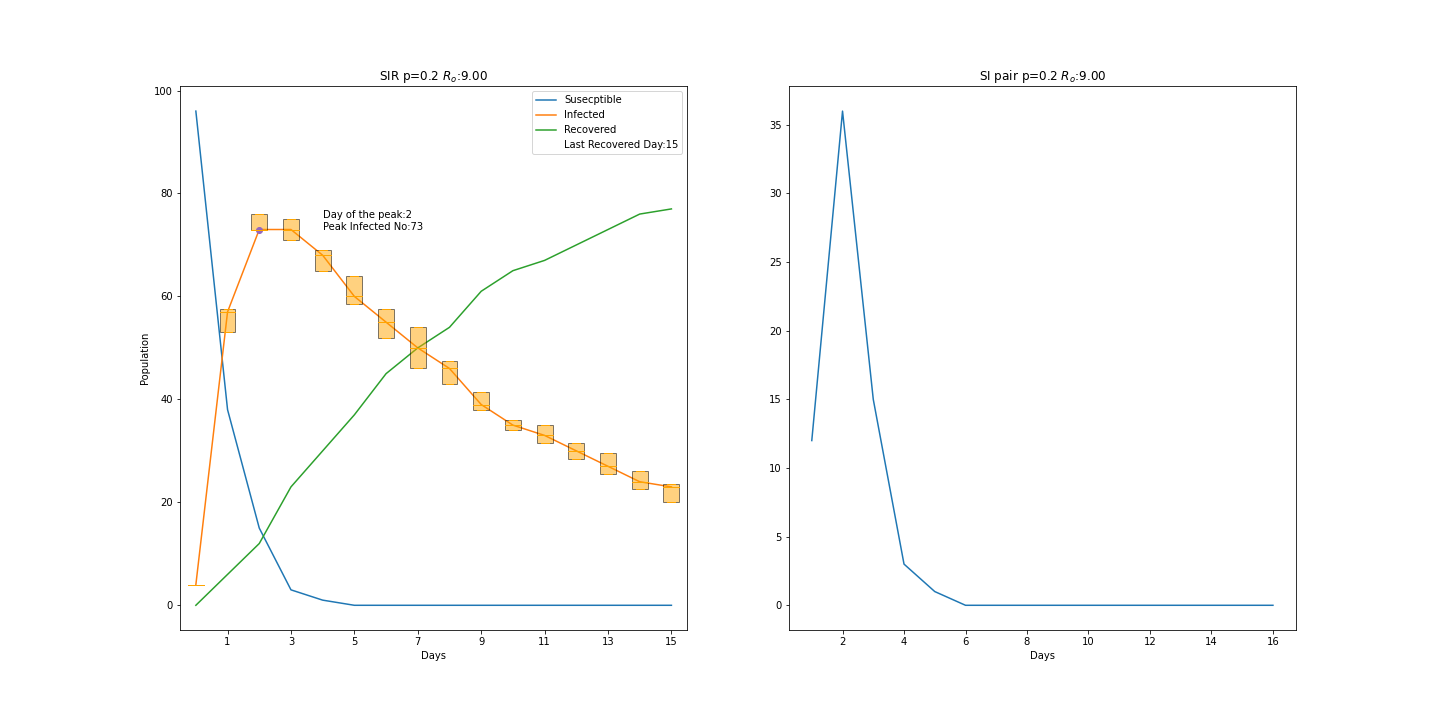 SIR p=0.2 Rₒ:9.00
100
80
60
40
20
0
Population
Susecptible
Infected
Recovered
Last Recovered Day:15
Day of the peak:2
Peak Infected No:73
1 3 5 7 9 11 13 15
Days
SI pair p=0.2 Rₒ:9.00
35
30
25
20
15
10
5
0
2 4 6 8 10 12 14 16
Days